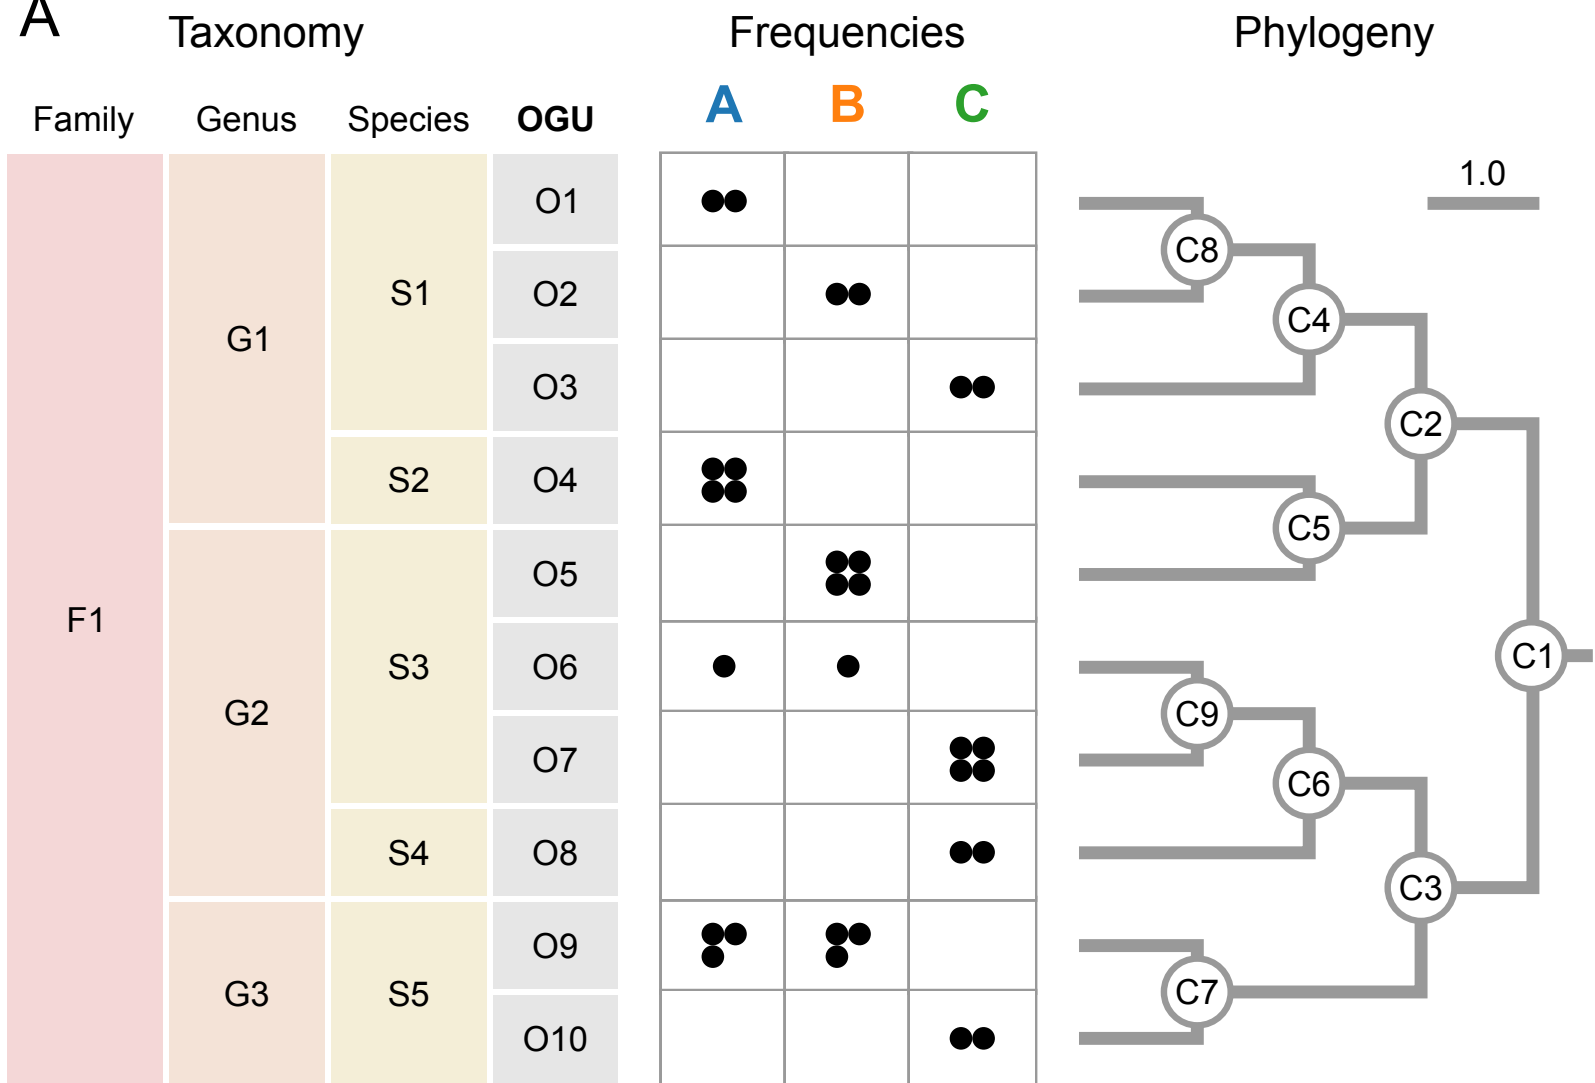 A
Taxonomy Frequencies Phylogeny
Family Genus Species OGU A B C
F1
G1
G2
G3
S1
S2
S3
S4
S5
O1
O2
O3
O4
O5
O6
O7
O8
O9
O10
1.0
C8
C4
C2
C5
C1
C9
C6
C3
C7